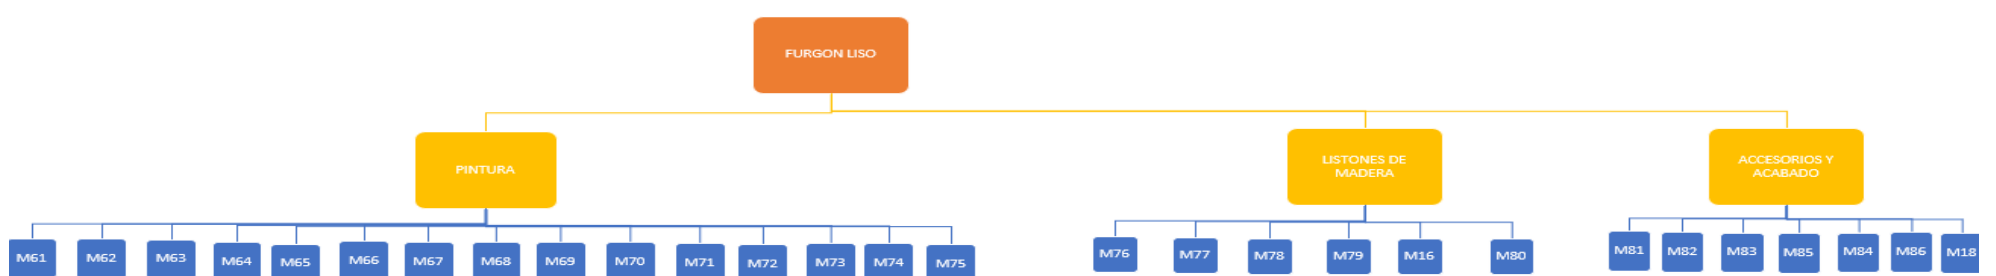 FURGON LISO
PINTURA
LISTONES DE
MADERA
ACCESORIOS Y
ACABADO
M61 M62 M63 M64 M65 M66 M67 M68 M69 M70 M71 M72 M73 M74 M75 M76 M77 M78 M79 M16 M80 M81 M82 M83 M85 M84 M86 M18